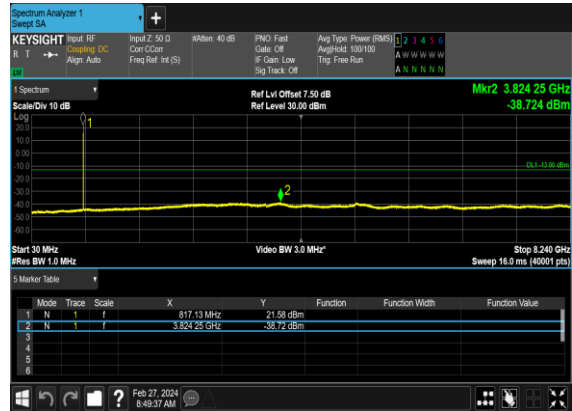 Spectrum Analyzer 1
Swept SA
+
KEYSIGHT Input: RF Input Z: 50 Ω #Atten: 40 dB PNO: Fast Avg Type: Power (RMS) 1 2 3 4 5 6
R T Coupling: DC Corr CCorr Gate: Off Avg|Hold: 100/100 A W W W W W
Align: Auto Freq Ref: Int (S) IF Gain: Low Trig: Free Run
Sig Track: Off A N N N N N
1 Spectrum Ref Lvl Offset 7.50 dB Mkr2 3.824 25 GHz
Scale/Div 10 dB Ref Level 30.00 dBm -38.724 dBm
Log
20.0
10.0
0.00
-10.0
-20.0
-30.0
-40.0
-50.0
-60.0
1
DL1 -13.00 dBm
2
Start 30 MHz Video BW 3.0 MHz* Stop 8.240 GHz
#Res BW 1.0 MHz Sweep 16.0 ms (40001 pts)
5 Marker Table
Mode Trace Scale X Y Function Function Width Function Value
1 N 1 f 817.13 MHz 21.58 dBm
2 N 1 f 3.824 25 GHz -38.72 dBm
3
4
5
6
? Feb 27, 2024
8:49:37 AM